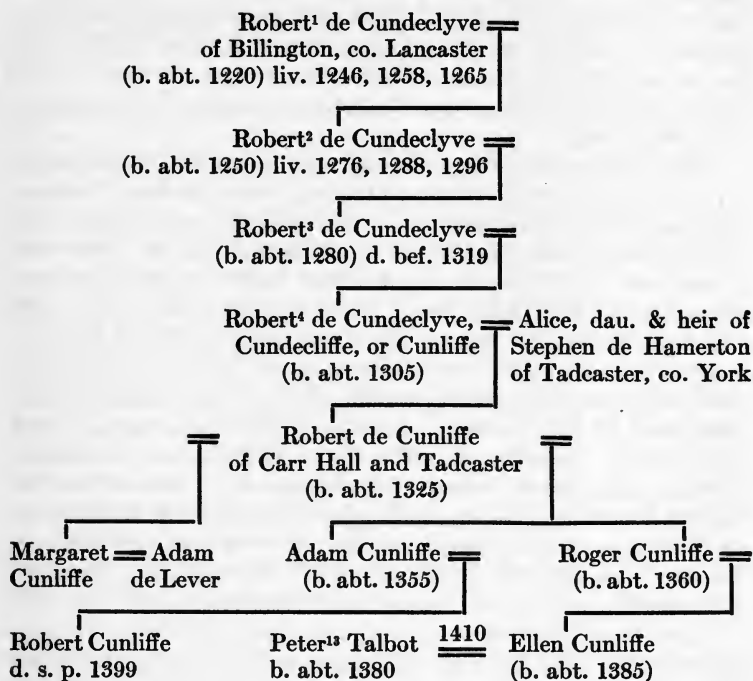 Robert¹ de Cundeclyve
of Billington, co. Lancaster
(b. abt. 1220) liv. 1246, 1258, 1265
Robert² de Cundeclyve
(b. abt. 1250) liv. 1276, 1288, 1296
Robert³ de Cundeclyve
(b. abt. 1280) d. bef. 1319
Robert⁴ de Cundeclyve,
Cundecliffe, or Cunliffe
(b. abt. 1305)
Alice, dau. & heir of
Stephen de Hamerton
of Tadcaster, co. York
Robert de Cunliffe
of Carr Hall and Tadcaster
(b. abt. 1325)
Margaret
Cunliffe
Adam
de Lever
Adam Cunliffe
(b. abt. 1355)
Roger Cunliffe
(b. abt. 1360)
Robert Cunliffe
d. s. p. 1399
Peter¹³ Talbot
b. abt. 1380
1410
Ellen Cunliffe
(b. abt. 1385)